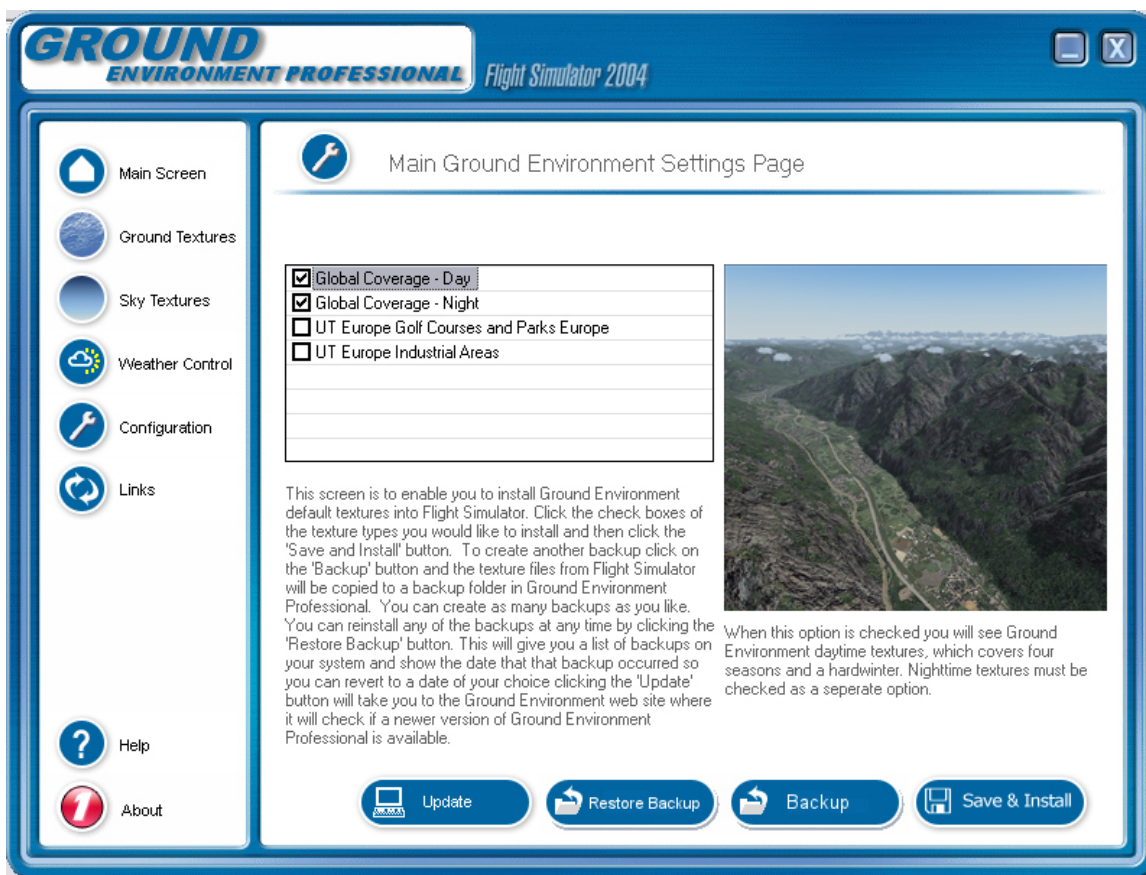 GROUND
ENVIRONMENT PROFESSIONAL
Flight Simulator 2004
X
Main Screen
Ground Textures
Sky Textures
Weather Control
Configuration
Links
Help
About
Main Ground Environment Settings Page
Global Coverage - Day
Global Coverage - Night
UT Europe Golf Courses and Parks Europe
UT Europe Industrial Areas
This screen is to enable you to install Ground Environment
default textures into Flight Simulator. Click the check boxes of
the texture types you would like to install and then click the
'Save and Install' button. To create another backup click on
the 'Backup' button and the texture files from Flight Simulator
will be copied to a backup folder in Ground Environment
Professional. You can create as many backups as you like.
You can reinstall any of the backups at any time by clicking the
'Restore Backup' button. This will give you a list of backups on
your system and show the date that that backup occurred so
you can revert to a date of your choice clicking the 'Update'
button will take you to the Ground Environment web site where
it will check if a newer version of Ground Environment
Professional is available.
When this option is checked you will see Ground
Environment daytime textures, which covers four
seasons and a hardwinter. Nighttime textures must be
checked as a seperate option.
Update
Restore Backup
Backup
Save & Install